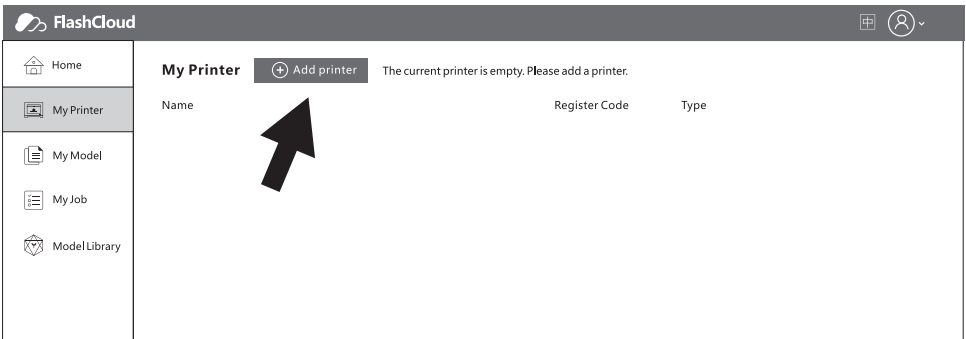 FlashCloud
中
Home
My Printer
My Model
My Job
Model Library
My Printer
Add printer
The current printer is empty. Please add a printer.
Name
Register Code
Type